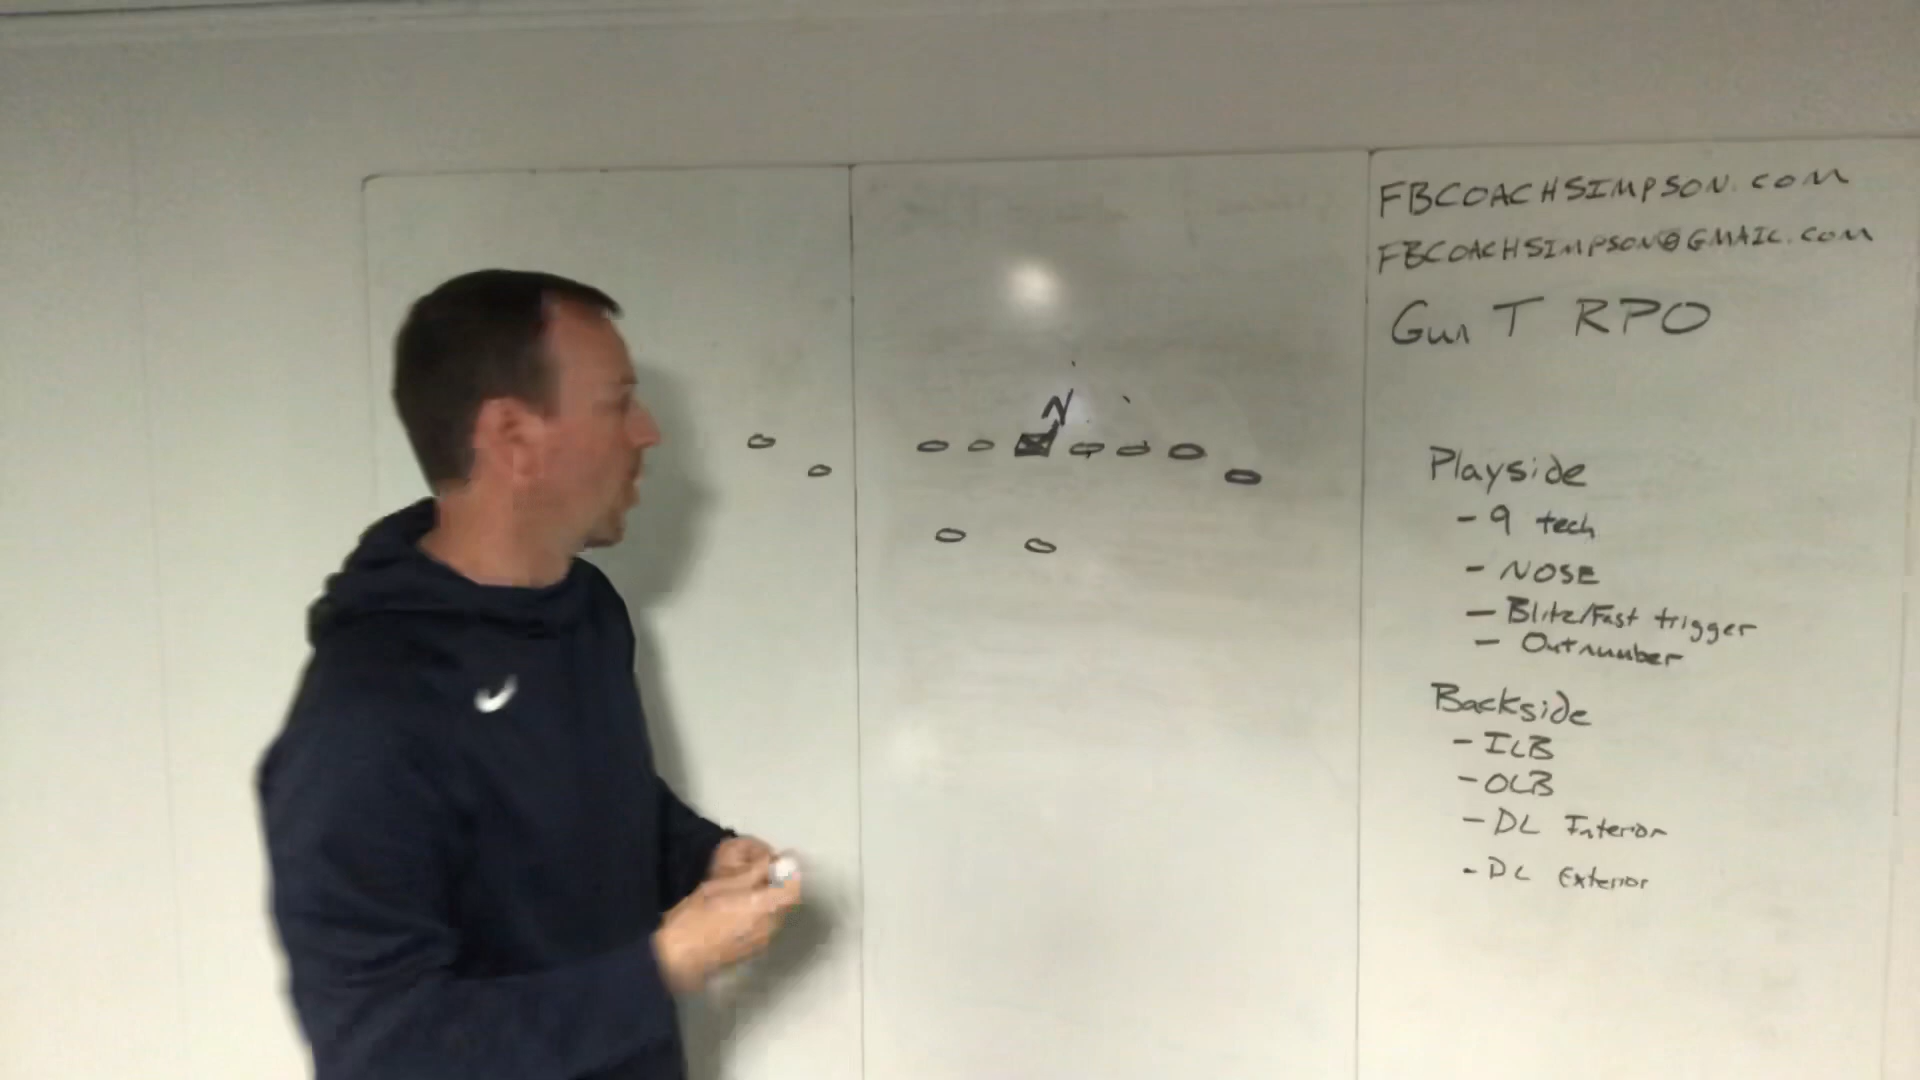 FBCOACHSIMPSON.COM
FBCOACHSIMPSON@GMAIL.COM
Gun T RPO
N
Playside
- 9 tech
- NOSE
- Blitz/Fast trigger
- Outnumber
Backside
- ILB
- OLB
- DL Interior
- DL Exterior